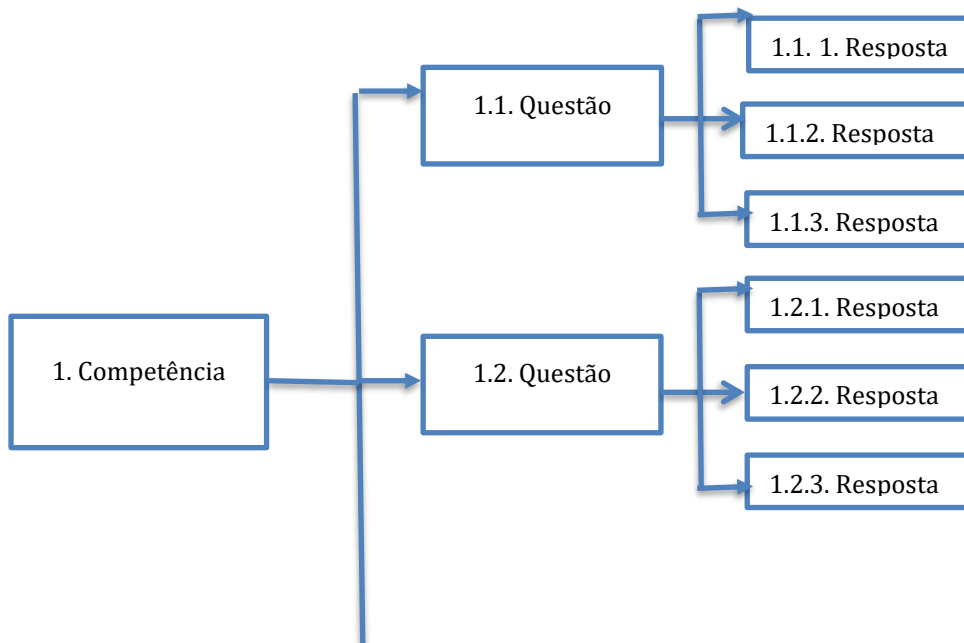 1.1. 1. Resposta
1.1. Questão
1.1.2. Resposta
1.1.3. Resposta
1.2.1. Resposta
1. Competência
1.2. Questão
1.2.2. Resposta
1.2.3. Resposta